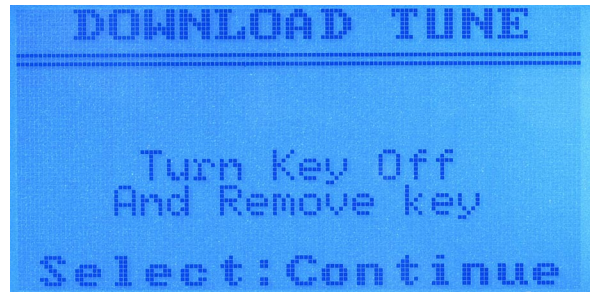 DOWNLOAD TUNE
Turn Key Off
And Remove key
Select:Continue